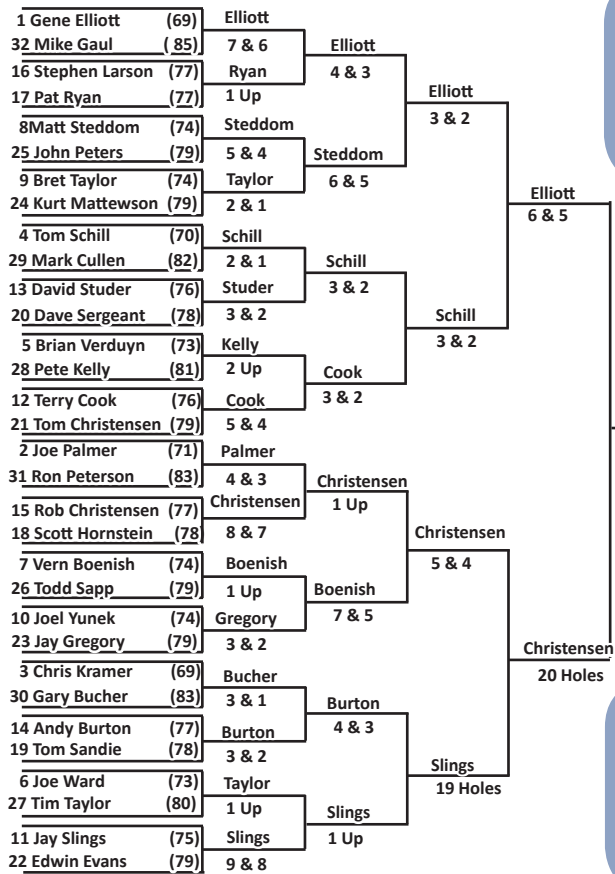 1 Gene Elliott (69)
32 Mike Gaul ( 85)
16 Stephen Larson (77)
17 Pat Ryan (77)
8Matt Steddom (74)
25 John Peters (79)
9 Bret Taylor (74)
24 Kurt Mattewson (79)
4 Tom Schill (70)
29 Mark Cullen (82)
13 David Studer (76)
20 Dave Sergeant (78)
5 Brian Verduyn (73)
28 Pete Kelly (81)
12 Terry Cook (76)
21 Tom Christensen (79)
2 Joe Palmer (71)
31 Ron Peterson (83)
15 Rob Christensen (77)
18 Scott Hornstein (78)
7 Vern Boenish (74)
26 Todd Sapp (79)
10 Joel Yunek (74)
23 Jay Gregory (79)
3 Chris Kramer (69)
30 Gary Bucher (83)
14 Andy Burton (77)
19 Tom Sandie (78)
6 Joe Ward (73)
27 Tim Taylor (80)
11 Jay Slings (75)
22 Edwin Evans (79)
Elliott
7 & 6
Ryan
1 Up
Steddom
5 & 4
Taylor
2 & 1
Schill
2 & 1
Studer
3 & 2
Kelly
2 Up
Cook
5 & 4
Palmer
4 & 3
Christensen
8 & 7
Boenish
1 Up
Gregory
3 & 2
Bucher
3 & 1
Burton
3 & 2
Taylor
1 Up
Slings
9 & 8
Elliott
4 & 3
Steddom
6 & 5
Schill
3 & 2
Cook
3 & 2
Christensen
1 Up
Boenish
7 & 5
Burton
4 & 3
Slings
1 Up
Elliott
3 & 2
Schill
3 & 2
Christensen
5 & 4
Slings
19 Holes
Elliott
6 & 5
Christensen
20 Holes